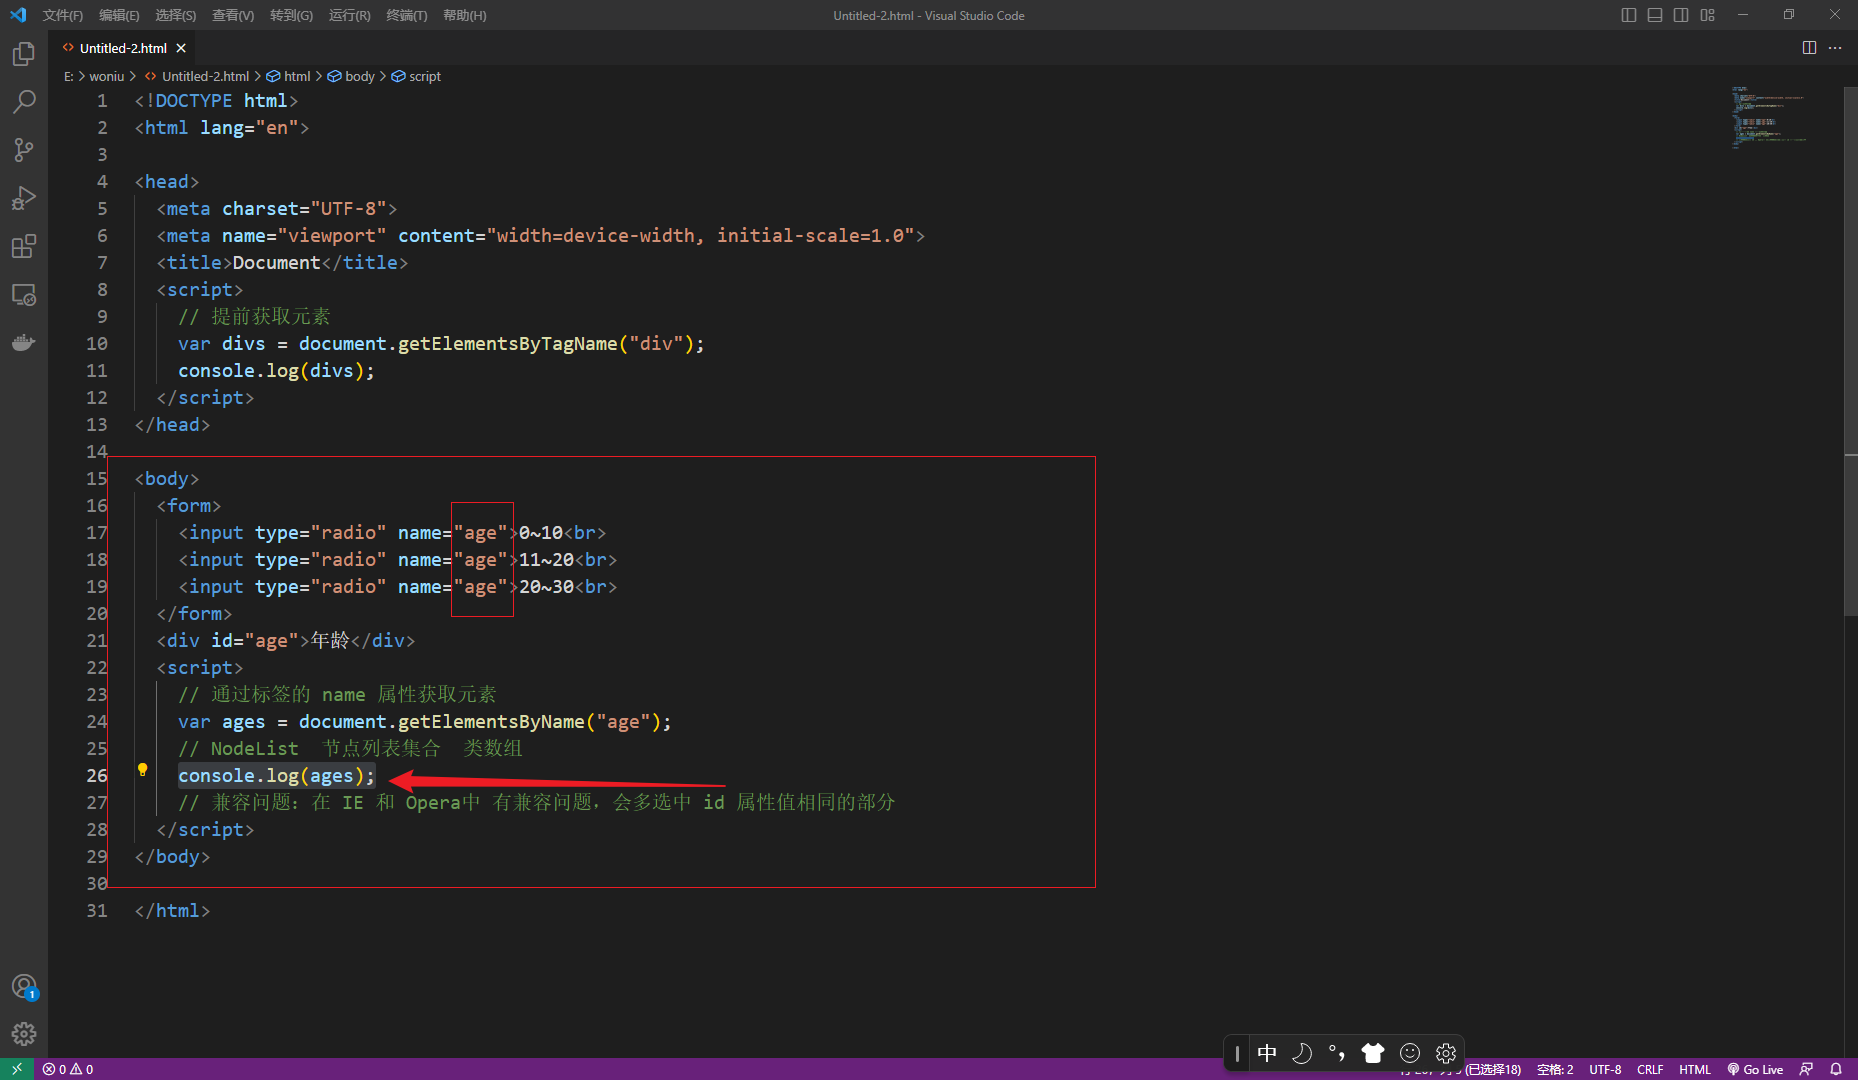 文件(F) 编辑(E) 选择(S) 查看(V) 转到(G) 运行(R) 终端(T) 帮助(H) Untitled-2.html - Visual Studio Code
Untitled-2.html
E: > woniu > Untitled-2.html > html > body > script
1 <!DOCTYPE html>
2 <html lang="en">
3
4 <head>
5 <meta charset="UTF-8">
6 <meta name="viewport" content="width=device-width, initial-scale=1.0">
7 <title>Document</title>
8 <script>
9 // 提前获取元素
10 var divs = document.getElementsByTagName("div");
11 console.log(divs);
12 </script>
13 </head>
14
15 <body>
16 <form>
17 <input type="radio" name="age">0~10<br>
18 <input type="radio" name="age">11~20<br>
19 <input type="radio" name="age">20~30<br>
20 </form>
21 <div id="age">年龄</div>
22 <script>
23 // 通过标签的 name 属性获取元素
24 var ages = document.getElementsByName("age");
25 // NodeList 节点列表集合 类数组
26 console.log(ages);
27 // 兼容问题：在 IE 和 Opera中 有兼容问题，会多选中 id 属性值相同的部分
28 </script>
29 </body>
30
31 </html>
1
中
0 0 (已选择18) 空格: 2 UTF-8 CRLF HTML Go Live